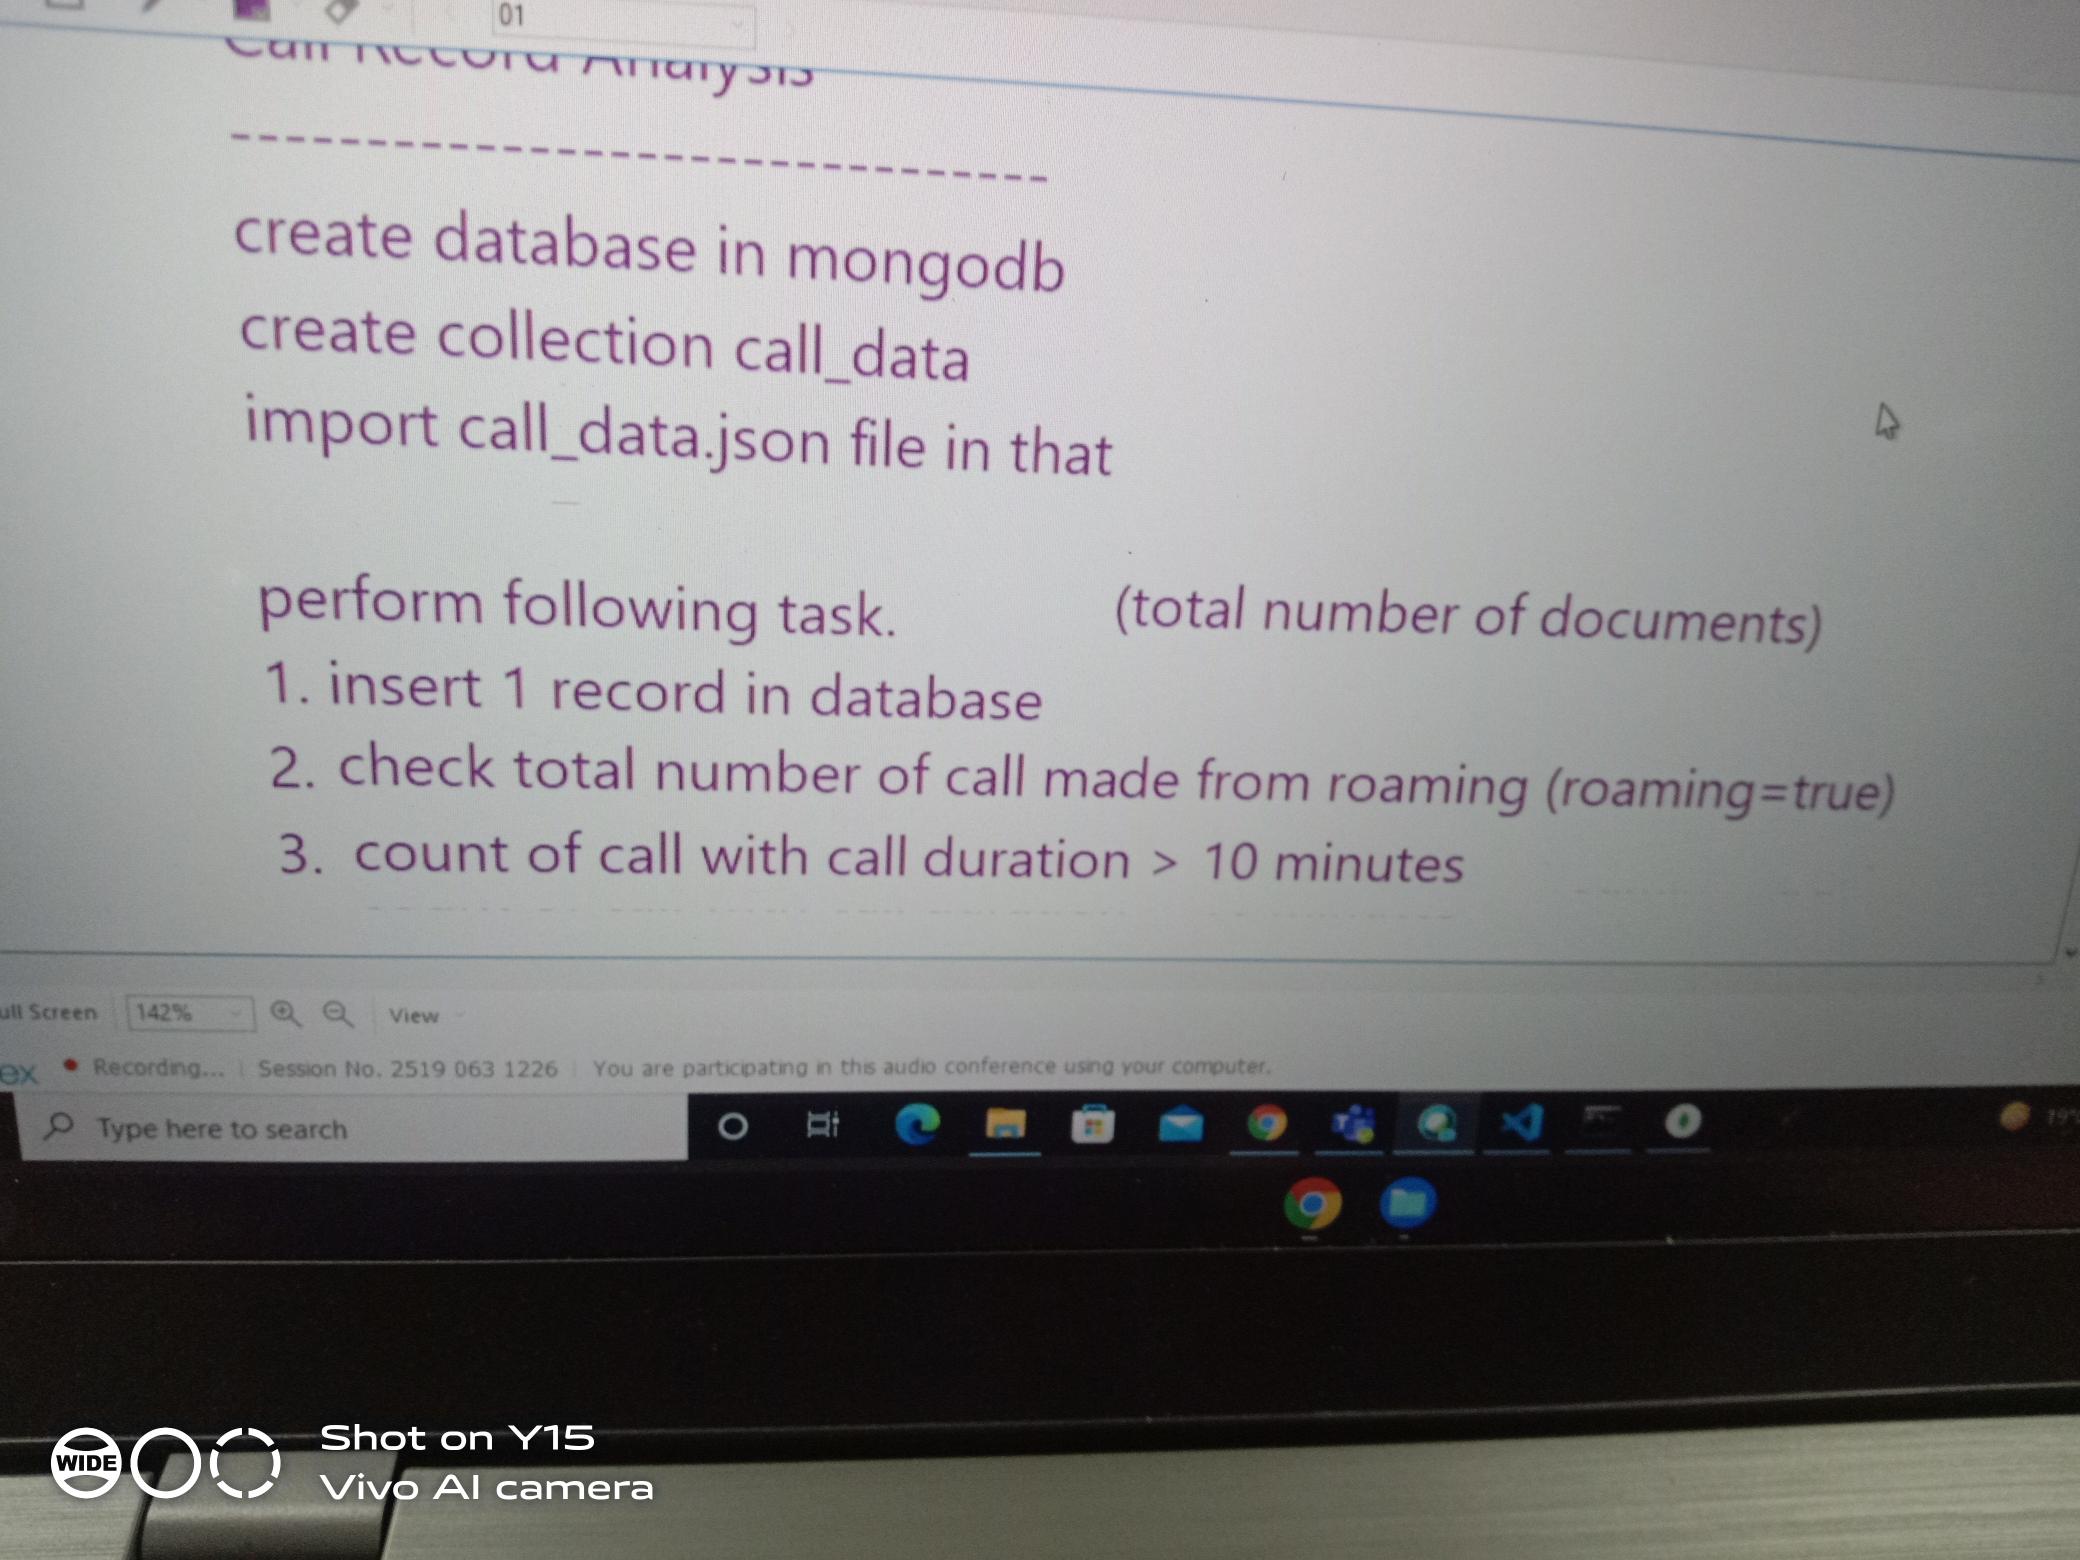 01
Call Record Analysis
------------------------------
create database in mongodb
create collection call_data
import call_data.json file in that
perform following task. (total number of documents)
1. insert 1 record in database
2. check total number of call made from roaming (roaming=true)
3. count of call with call duration > 10 minutes
ull Screen 142% View
ex Recording... Session No. 2519 063 1226 You are participating in this audio conference using your computer.
Type here to search
WIDE
Shot on Y15
Vivo AI camera